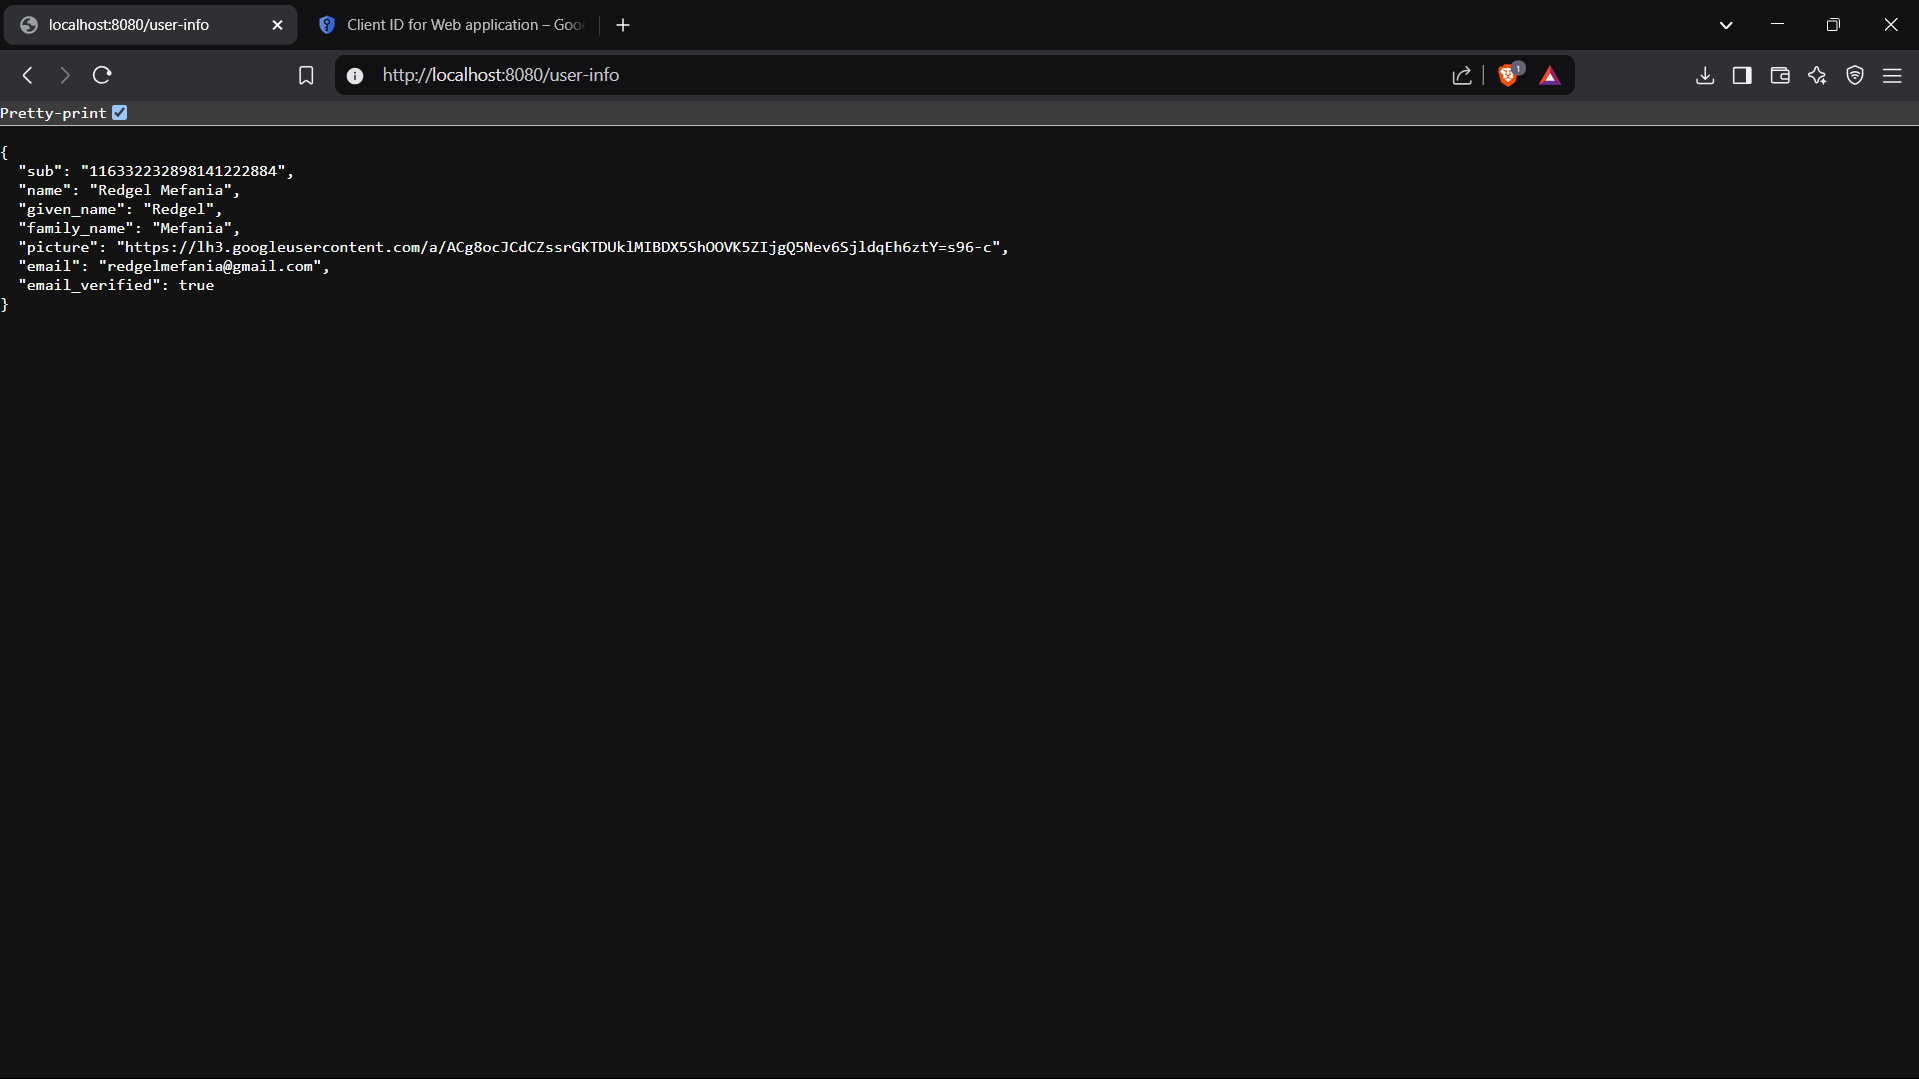 localhost:8080/user-info
Client ID for Web application – Goo
http://localhost:8080/user-info
1
Pretty-print
{
"sub": "116332232898141222884",
"name": "Redgel Mefania",
"given_name": "Redgel",
"family_name": "Mefania",
"picture": "https://lh3.googleusercontent.com/a/ACg8ocJCdCZssrGKTDUklMIBDX5ShOOVK5ZIjgQ5Nev6SjldqEh6ztY=s96-c",
"email": "redgelmefania@gmail.com",
"email_verified": true
}